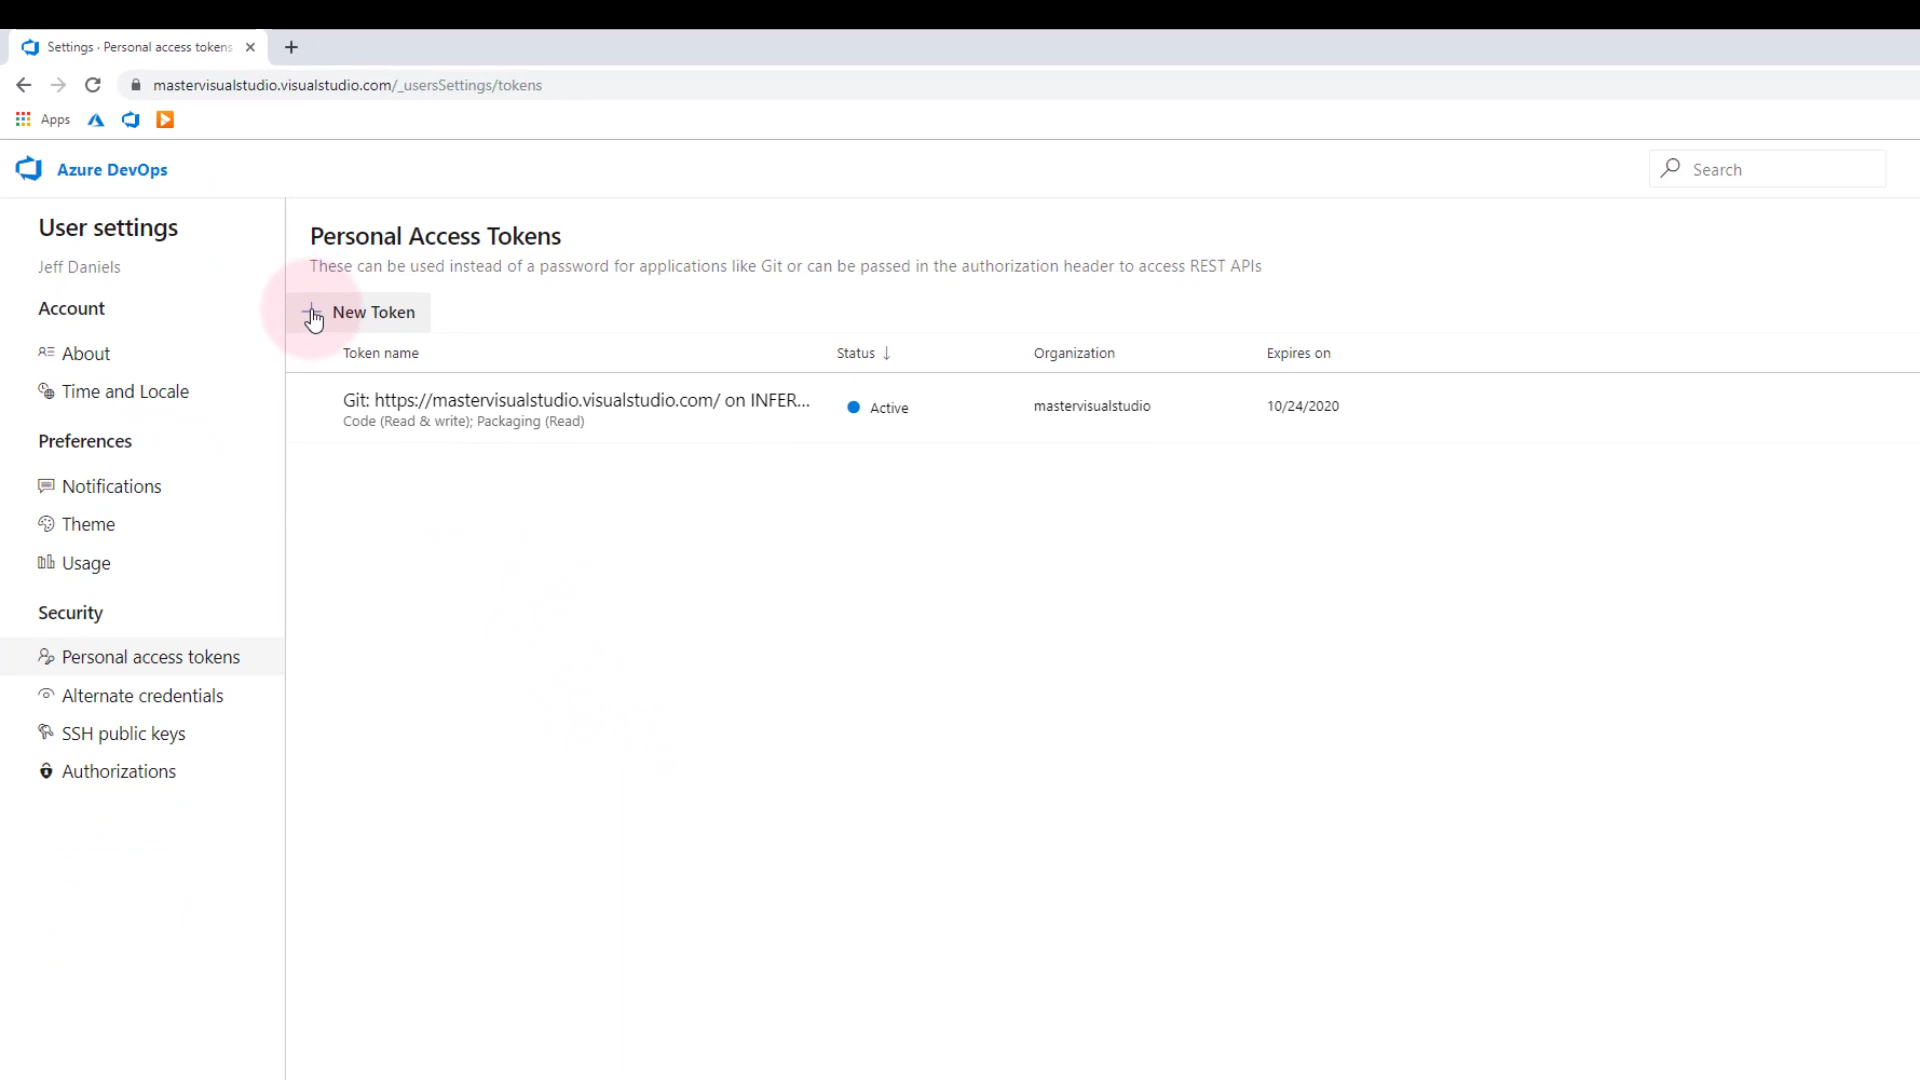 Settings · Personal access tokens
mastervisualstudio.visualstudio.com/_usersSettings/tokens
Apps
Azure DevOps
Search
User settings
Jeff Daniels
Account
About
Time and Locale
Preferences
Notifications
Theme
Usage
Security
Personal access tokens
Alternate credentials
SSH public keys
Authorizations
Personal Access Tokens
These can be used instead of a password for applications like Git or can be passed in the authorization header to access REST APIs
New Token
Token name Status ↓ Organization Expires on
Git: https://mastervisualstudio.visualstudio.com/ on INFER... Active mastervisualstudio 10/24/2020
Code (Read & write); Packaging (Read)